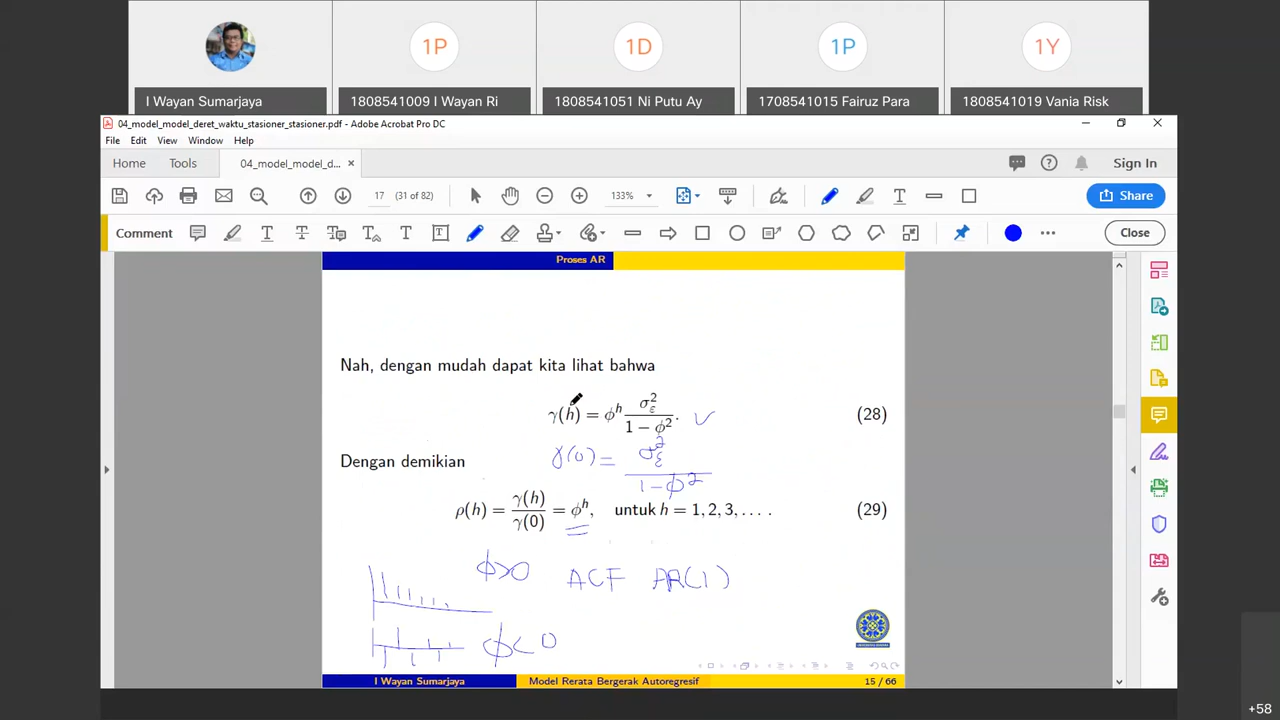 1P
1D
1P
1Y
I Wayan Sumarjaya
1808541009 I Wayan Ri
1808541051 Ni Putu Ay
1708541015 Fairuz Para
1808541019 Vania Risk
04_model_model_deret_waktu_stasioner_stasioner.pdf - Adobe Acrobat Pro DC
File Edit View Window Help
Home Tools 04_model_model_d... × Sign In
17 (31 of 82) 133% Share
Comment Close
Proses AR
Nah, dengan mudah dapat kita lihat bahwa
γ(h) = φ^h σ_ε^2 / (1 − φ^2). (28)
γ(0) = σ_ε^2 / (1 − φ^2)
Dengan demikian
ρ(h) = γ(h) / γ(0) = φ^h, untuk h = 1, 2, 3, . . . . (29)
φ>0 ACF AR(1)
φ<0
I Wayan Sumarjaya Model Rerata Bergerak Autoregresif 15 / 66
+58